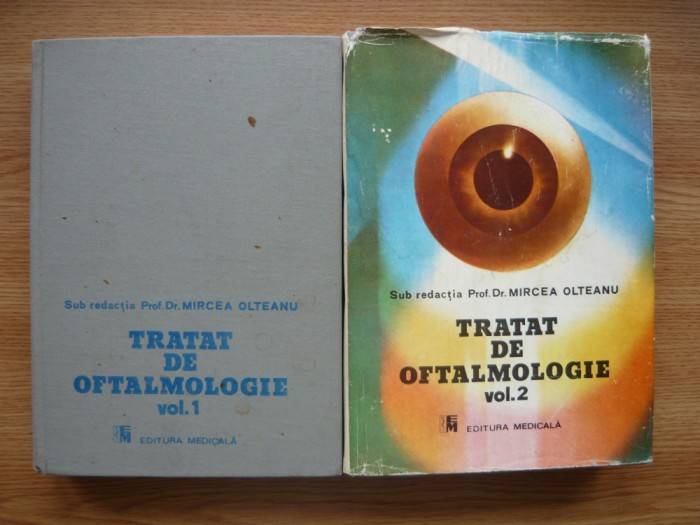 Sub redacția Prof. Dr. MIRCEA OLTEANU
TRATAT
DE
OFTALMOLOGIE
vol. 1
EM EDITURA MEDICALĂ
Sub redacția Prof. Dr. MIRCEA OLTEANU
TRATAT
DE
OFTALMOLOGIE
vol. 2
EM EDITURA MEDICALĂ